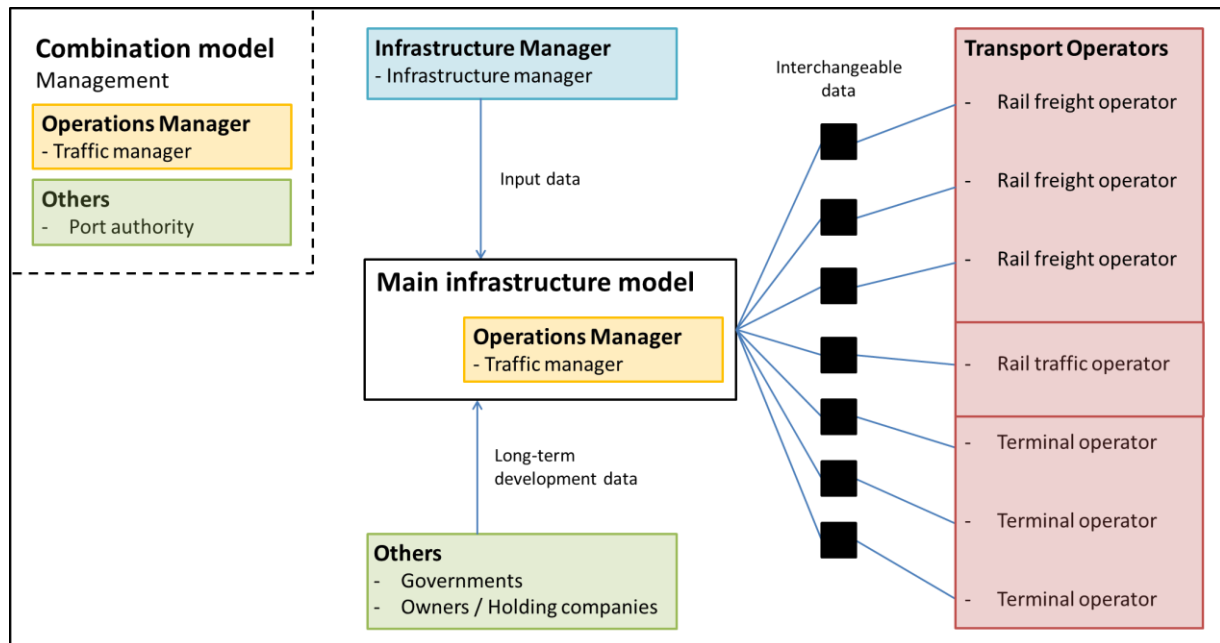 Combination model
Management
Operations Manager
- Traffic manager
Others
- Port authority
Infrastructure Manager
- Infrastructure manager
Input data
Main infrastructure model
Operations Manager
- Traffic manager
Long-term
development data
Others
- Governments
- Owners / Holding companies
Interchangeable
data
Transport Operators
- Rail freight operator
- Rail freight operator
- Rail freight operator
- Rail traffic operator
- Terminal operator
- Terminal operator
- Terminal operator